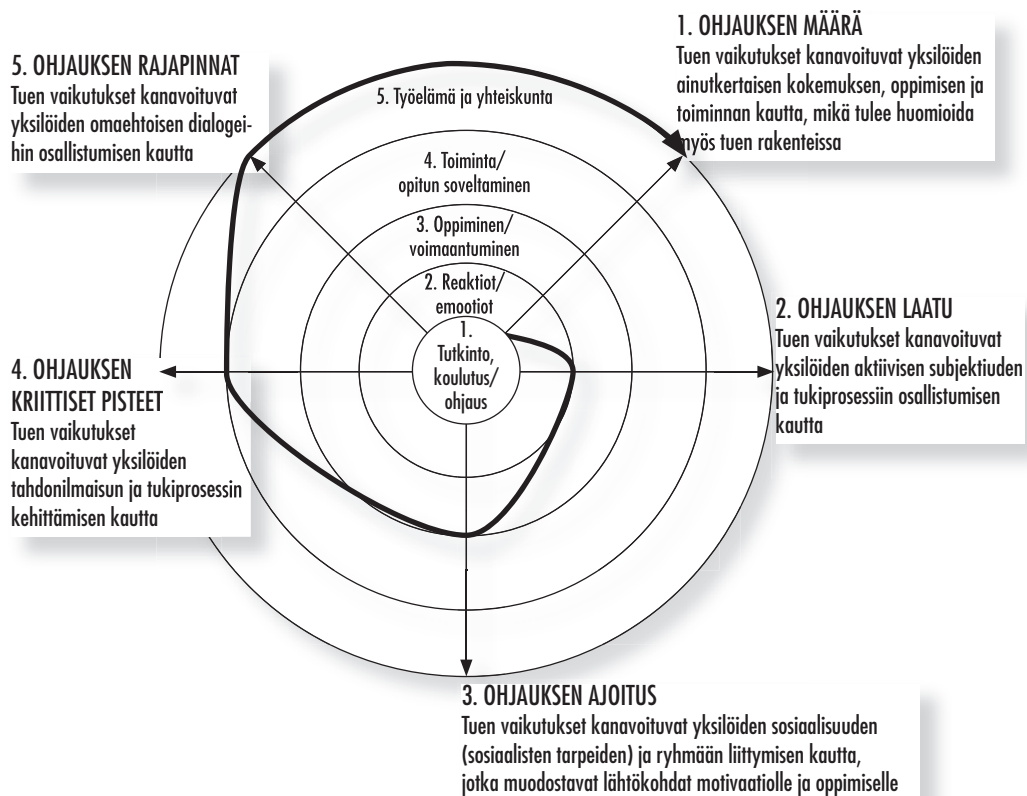 1. OHJAUKSEN MÄÄRÄ
Tuen vaikutukset kanavoituvat yksilöiden
ainutkertaisen kokemuksen, oppimisen ja
toiminnan kautta, mikä tulee huomioida
myös tuen rakenteissa
5. OHJAUKSEN RAJAPINNAT
Tuen vaikutukset kanavoituvat
yksilöiden omaehtoisen dialogei-
hin osallistumisen kautta
5. Työelämä ja yhteiskunta
4. Toiminta/
opitun soveltaminen
3. Oppiminen/
voimaantuminen
2. Reaktiot/
emootiot
1.
Tutkinto,
koulutus/
ohjaus
2. OHJAUKSEN LAATU
Tuen vaikutukset kanavoituvat
yksilöiden aktiivisen subjektiuden
ja tukiprosessiin osallistumisen
kautta
4. OHJAUKSEN
KRIITTISET PISTEET
Tuen vaikutukset
kanavoituvat yksilöiden
tahdonilmaisun ja tukiprosessin
kehittämisen kautta
3. OHJAUKSEN AJOITUS
Tuen vaikutukset kanavoituvat yksilöiden sosiaalisuuden
(sosiaalisten tarpeiden) ja ryhmään liittymisen kautta,
jotka muodostavat lähtökohdat motivaatiolle ja oppimiselle